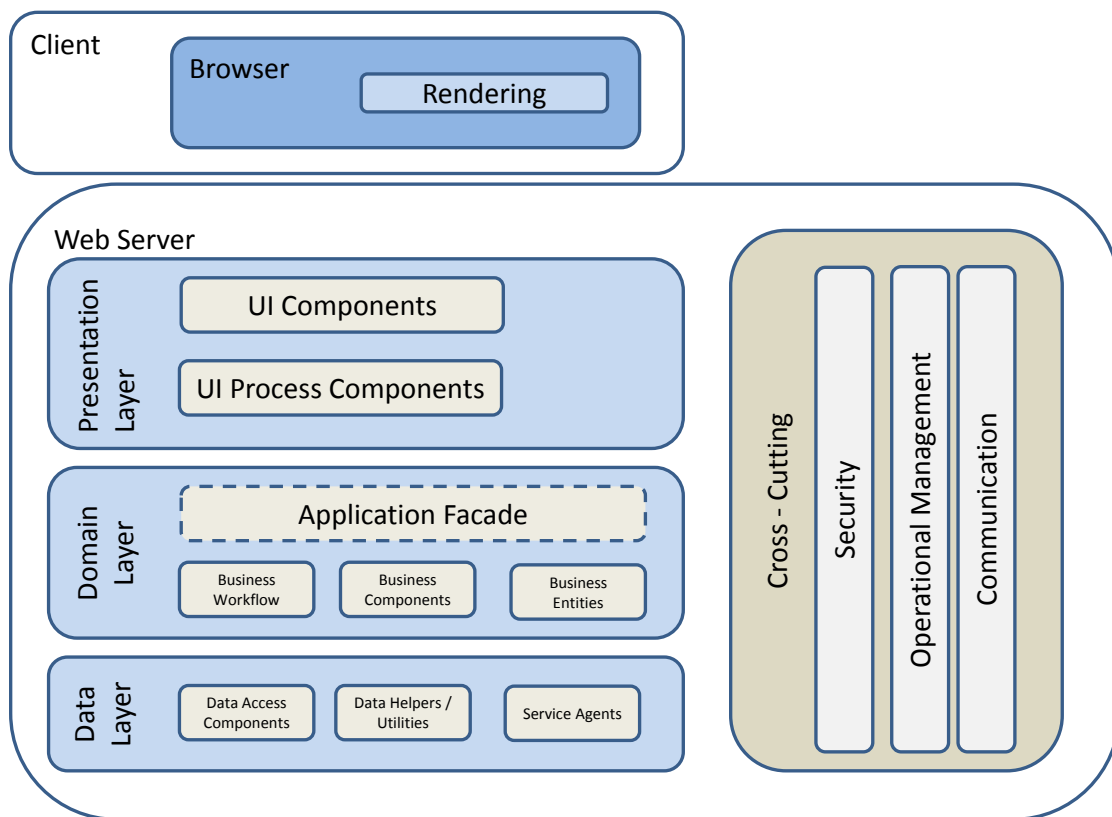 Client
Browser
Rendering
Web Server
Presentation
Layer
UI Components
UI Process Components
Domain
Layer
Application Facade
Business
Workflow
Business
Components
Business
Entities
Data
Layer
Data Access
Components
Data Helpers /
Utilities
Service Agents
Cross - Cutting
Security
Operational Management
Communication